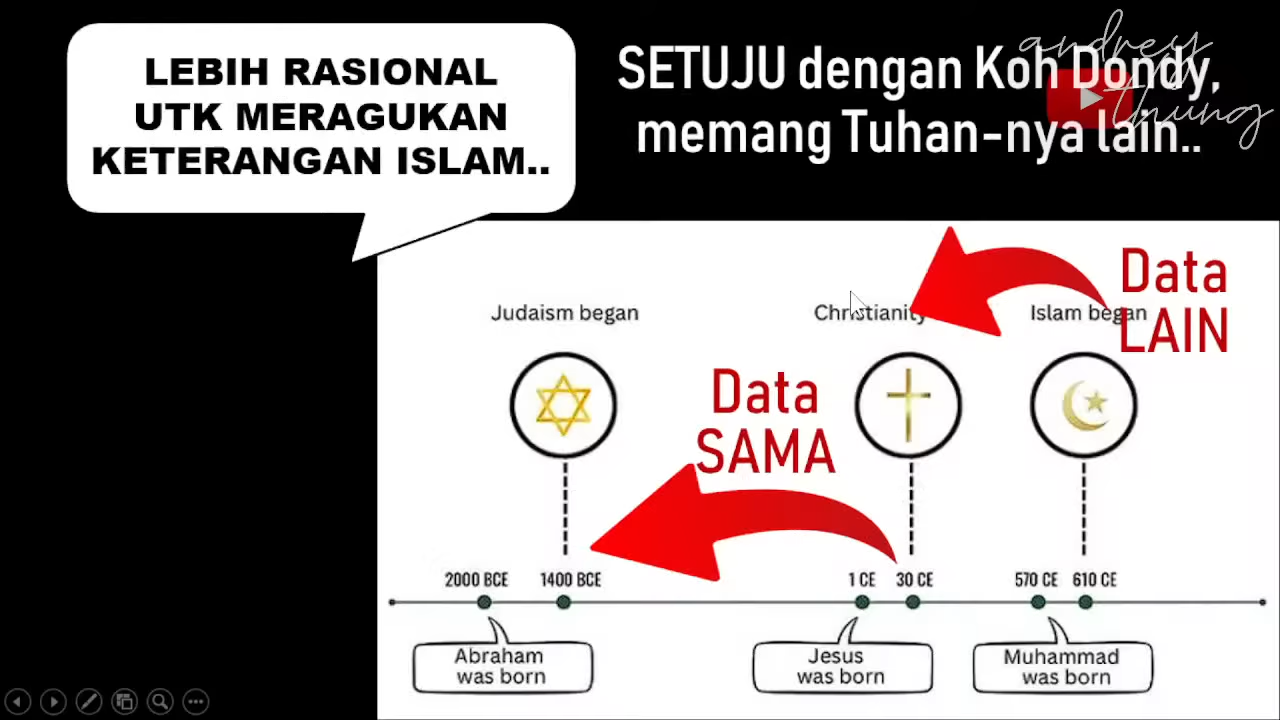 LEBIH RASIONAL
UTK MERAGUKAN
KETERANGAN ISLAM..
SETUJU dengan Koh Dondy,
memang Tuhan-nya lain..
andrey
thung
Data
LAIN
Judaism began
Christianity
Islam began
Data
SAMA
2000 BCE
1400 BCE
1 CE
30 CE
570 CE
610 CE
Abraham
was born
Jesus
was born
Muhammad
was born